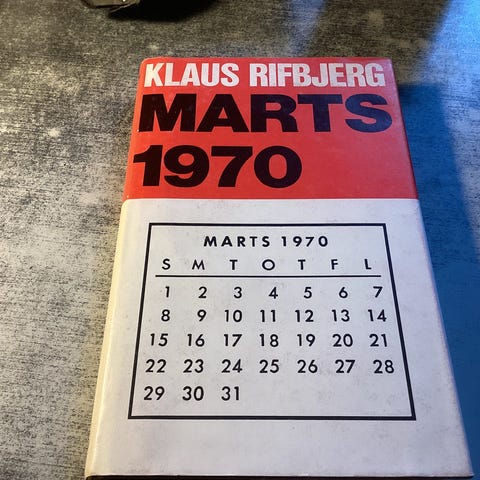 KLAUS RIFBJERG
MARTS
1970
MARTS 1970
S M T O T F L
1 2 3 4 5 6 7
8 9 10 11 12 13 14
15 16 17 18 19 20 21
22 23 24 25 26 27 28
29 30 31